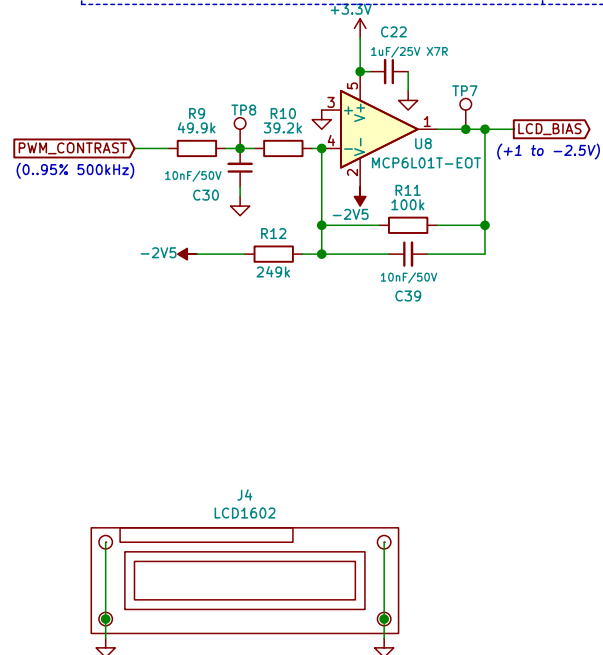 +3.3V
C22
1uF/25V X7R
5
TP7
R9
49.9k
TP8
R10
39.2k
3
+
V+
1
LCD_BIAS
(+1 to -2.5V)
PWM_CONTRAST
(0..95% 500kHz)
4
-
V-
U8
MCP6L01T-EOT
10nF/50V
C30
2
-2V5
R11
100k
R12
-2V5
249k
10nF/50V
C39
J4
LCD1602